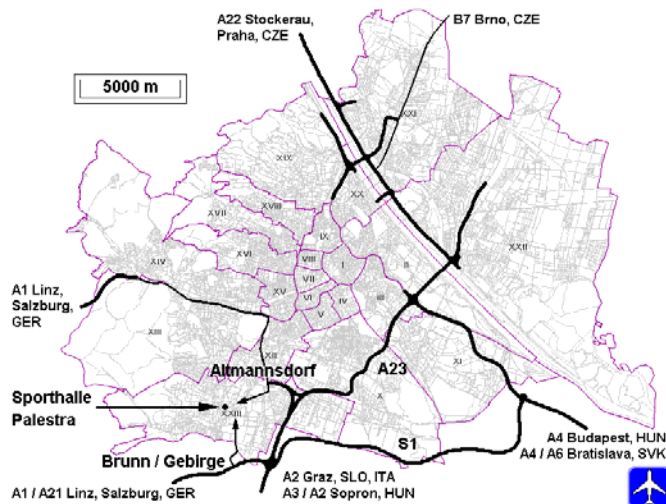 A22 Stockerau,
Praha, CZE
B7 Brno, CZE
5000 m
XXI
XIX
XX
XVIII
XVII
XXII
IX
XVI
XIV
VIII
I
II
VII
XV
VI
IV
V
III
A1 Linz,
Salzburg,
GER
XIII
XII
XI
Altmannsdorf
A23
X
Sporthalle
Palestra
XXIII
S1
Brunn / Gebirge
A4 Budapest, HUN
A4 / A6 Bratislava, SVK
A2 Graz, SLO, ITA
A3 / A2 Sopron, HUN
A1 / A21 Linz, Salzburg, GER